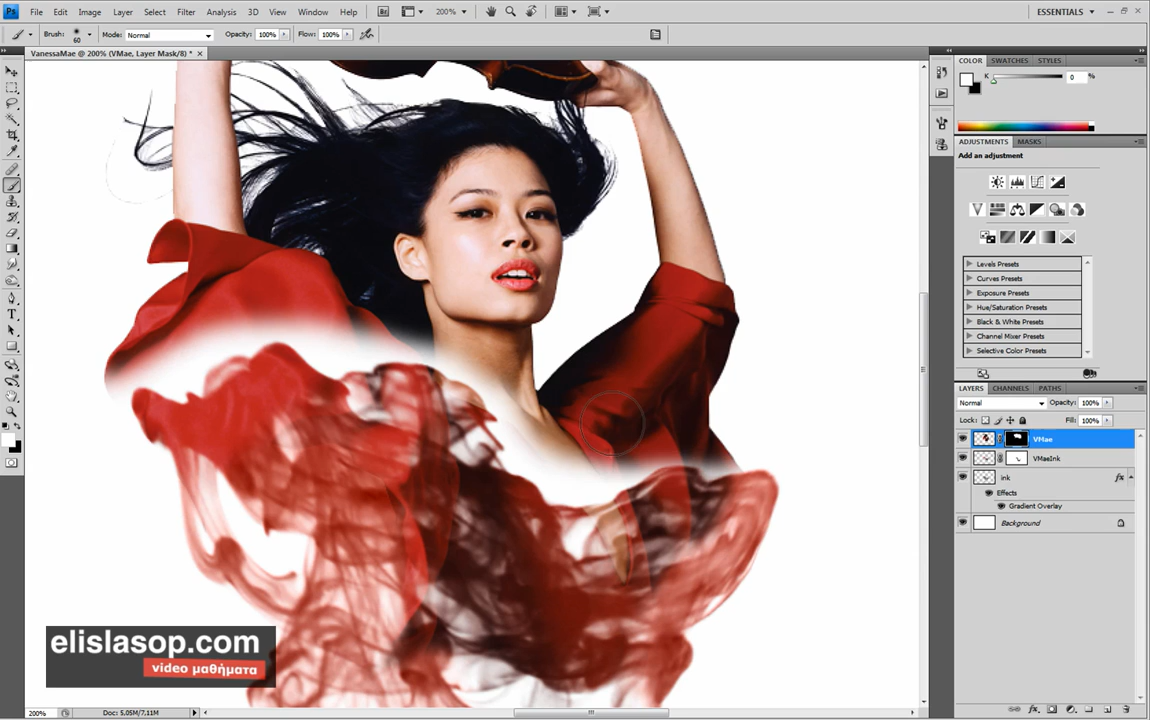 Ps File Edit Image Layer Select Filter Analysis 3D View Window Help Br 200% ESSENTIALS
Brush: 60 Mode: Normal Opacity: 100% Flow: 100%
VanessaMae @ 200% (VMae, Layer Mask/8) *
COLOR SWATCHES STYLES
K 0 %
ADJUSTMENTS MASKS
Add an adjustment
Levels Presets
Curves Presets
Exposure Presets
Hue/Saturation Presets
Black & White Presets
Channel Mixer Presets
Selective Color Presets
LAYERS CHANNELS PATHS
Normal Opacity: 100%
Lock: Fill: 100%
VMae
VMaeInk
ink fx
Effects
Gradient Overlay
Background
elislasop.com
video μαθήματα
200% Doc: 5,05M/7,11M